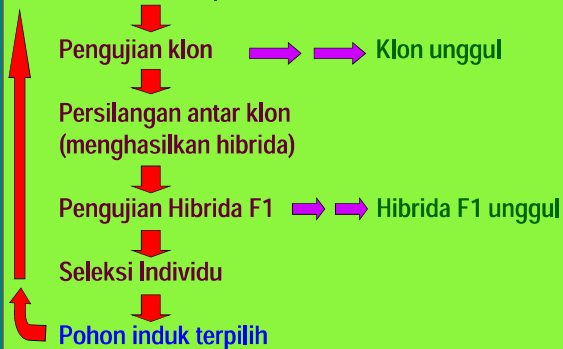 Pengujian klon
Klon unggul
Persilangan antar klon
(menghasilkan hibrida)
Pengujian Hibrida F1
Hibrida F1 unggul
Seleksi Individu
Pohon induk terpilih